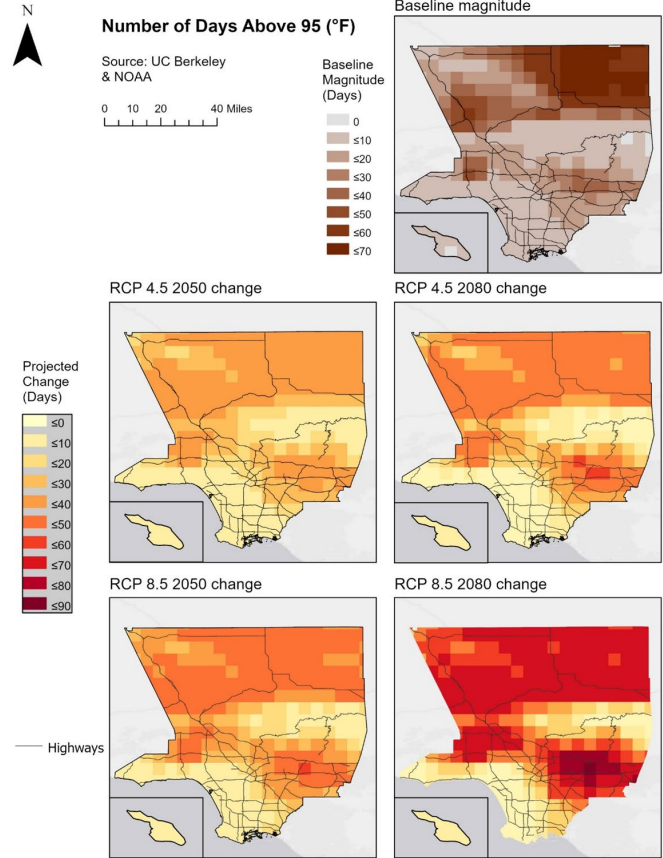 N
Number of Days Above 95 (°F)
Source: UC Berkeley
& NOAA
0 10 20 40 Miles
Baseline
Magnitude
(Days)
0
≤10
≤20
≤30
≤40
≤50
≤60
≤70
Baseline magnitude
RCP 4.5 2050 change
RCP 4.5 2080 change
Projected
Change
(Days)
≤0
≤10
≤20
≤30
≤40
≤50
≤60
≤70
≤80
≤90
RCP 8.5 2050 change
RCP 8.5 2080 change
Highways